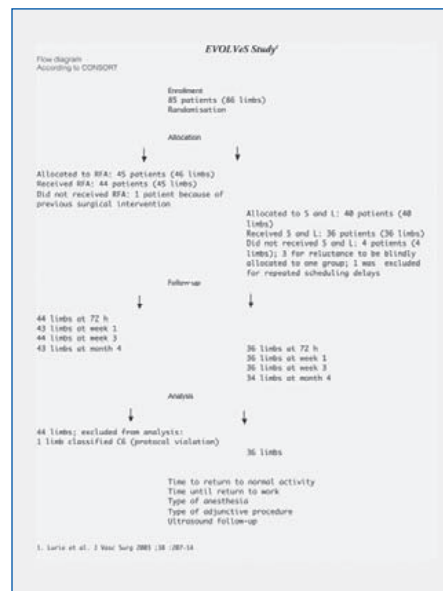 EVOLVeS Study¹
Flow diagram
According to CONSORT
Enrollment
85 patients (86 limbs)
Randomisation
Allocation
Allocated to RFA: 45 patients (46 limbs)
Received RFA: 44 patients (45 limbs)
Did not received RFA: 1 patient because of
previous surgical intervention
Allocated to S and L: 40 patients (40
limbs)
Received S and L: 36 patients (36 limbs)
Did not received S and L: 4 patients (4
limbs); 3 for reluctance to be blindly
allocated to one group; 1 was excluded
for repeated scheduling delays
Follow-up
44 limbs at 72 h
43 limbs at week 1
44 limbs at week 3
43 limbs at month 4
36 limbs at 72 h
36 limbs at week 1
36 limbs at week 3
34 limbs at month 4
Analysis
44 limbs; excluded from analysis:
1 limb classified C6 (protocal violation)
36 limbs
Time to return to normal activity
Time until return to work
Type of anesthesia
Type of adjunctive procedure
Ultrasound follow-up
1. Lurie et al. J Vasc Surg 2003 ;38 :207-14